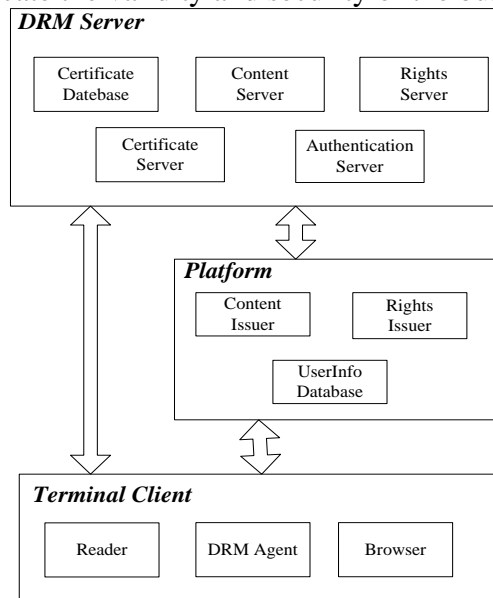 DRM Server
Certificate
Datebase
Content
Server
Rights
Server
Certificate
Server
Authentication
Server
Platform
Content
Issuer
Rights
Issuer
UserInfo
Database
Terminal Client
Reader
DRM Agent
Browser